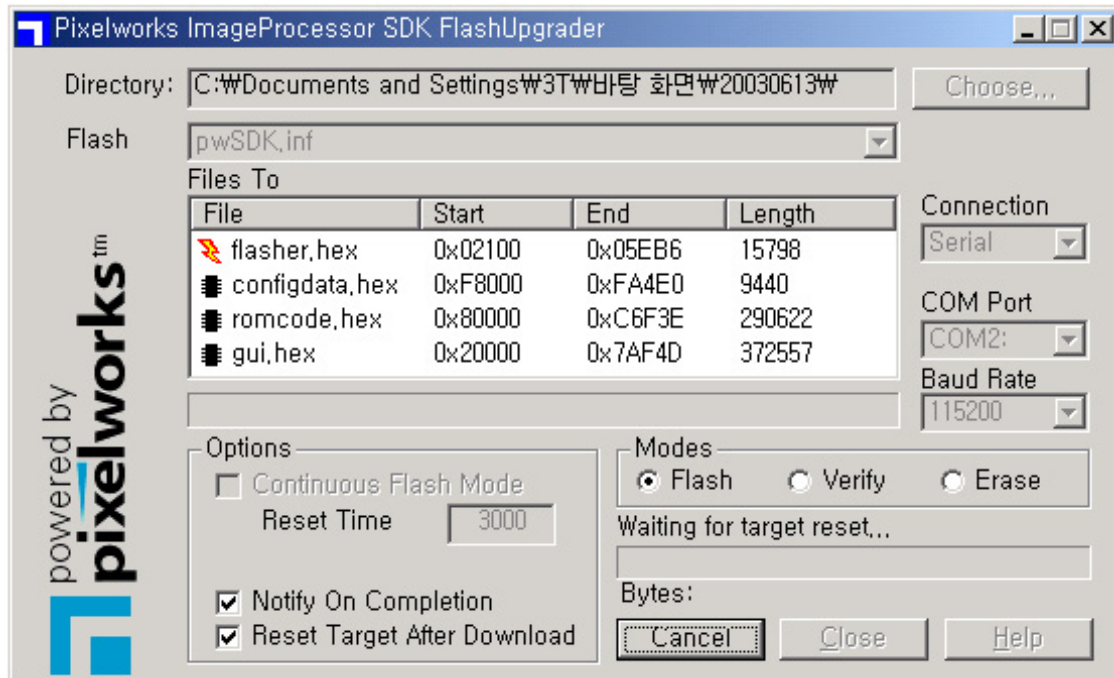 Pixelworks ImageProcessor SDK FlashUpgrader
Directory: C:₩Documents and Settings₩3T₩바탕 화면₩20030613₩ Choose...
Flash pwSDK.inf
Files To
File Start End Length
flasher.hex 0x02100 0x05EB6 15798
configdata.hex 0xF8000 0xFA4E0 9440
romcode.hex 0x80000 0xC6F3E 290622
gui.hex 0x20000 0x7AF4D 372557
Connection
Serial
COM Port
COM2:
Baud Rate
115200
powered by
pixelworks™
Options
Continuous Flash Mode
Reset Time 3000
Notify On Completion
Reset Target After Download
Modes
Flash Verify Erase
Waiting for target reset...
Bytes:
Cancel Close Help